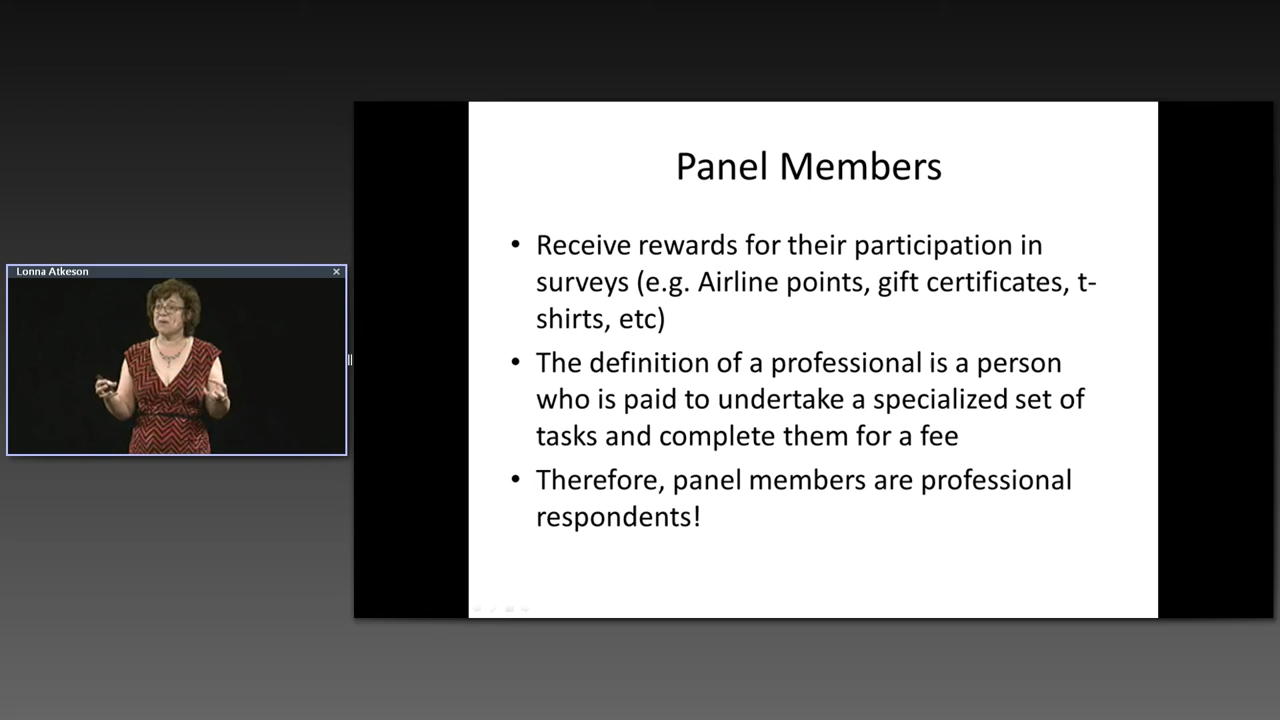 Lonna Atkeson
Panel Members
• Receive rewards for their participation in
surveys (e.g. Airline points, gift certificates, t-
shirts, etc)
• The definition of a professional is a person
who is paid to undertake a specialized set of
tasks and complete them for a fee
• Therefore, panel members are professional
respondents!